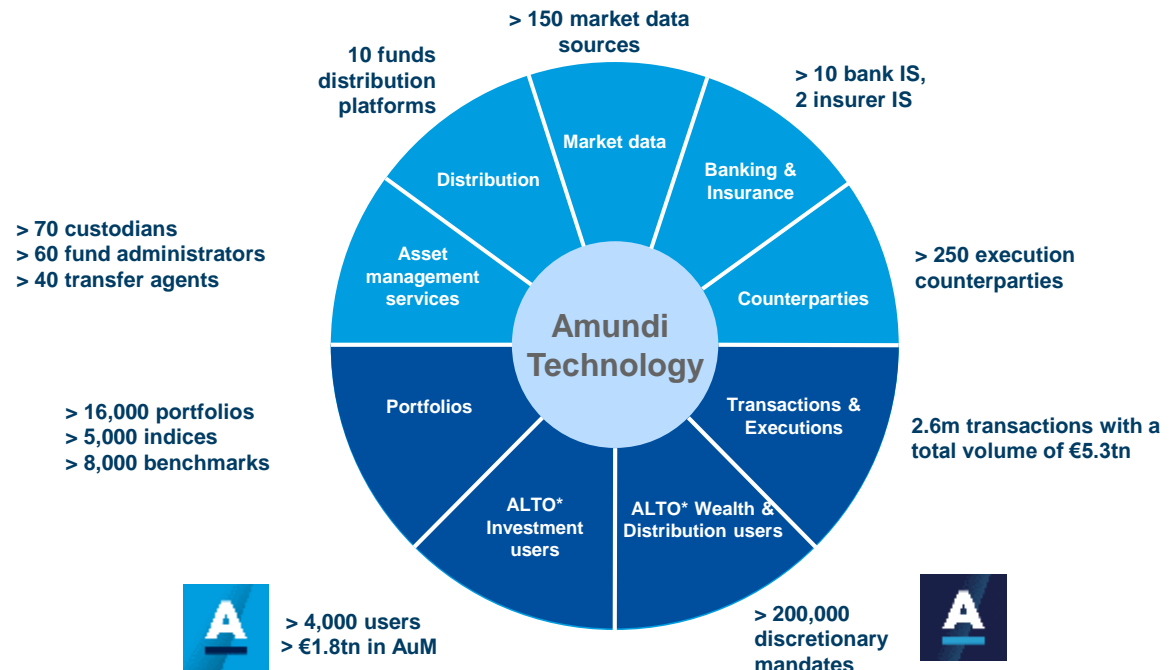 > 150 market data
sources
10 funds
distribution
platforms
> 10 bank IS,
2 insurer IS
Market data
Distribution
Banking &
Insurance
> 70 custodians
> 60 fund administrators
> 40 transfer agents
Asset
management
services
Counterparties
> 250 execution
counterparties
Amundi
Technology
> 16,000 portfolios
> 5,000 indices
> 8,000 benchmarks
Portfolios
Transactions &
Executions
2.6m transactions with a
total volume of €5.3tn
ALTO*
Investment
users
ALTO* Wealth &
Distribution users
A
> 4,000 users
> €1.8tn in AuM
> 200,000
discretionary
mandates
A